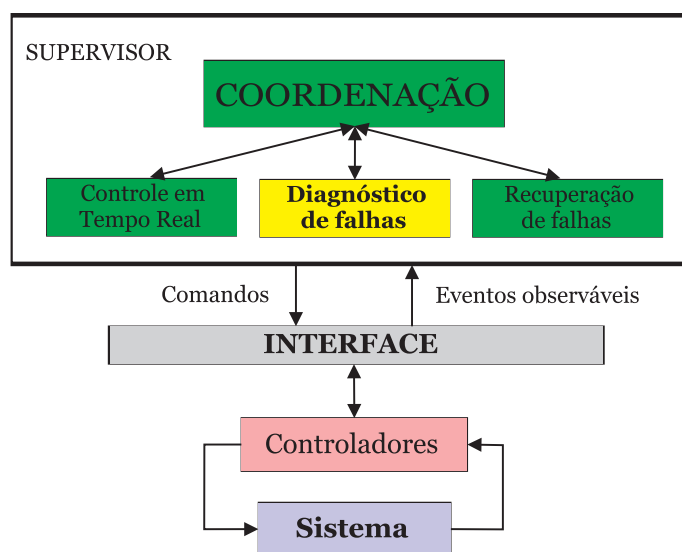 SUPERVISOR
COORDENAÇÃO
Controle em
Tempo Real
Diagnóstico
de falhas
Recuperação
de falhas
Comandos
Eventos observáveis
INTERFACE
Controladores
Sistema